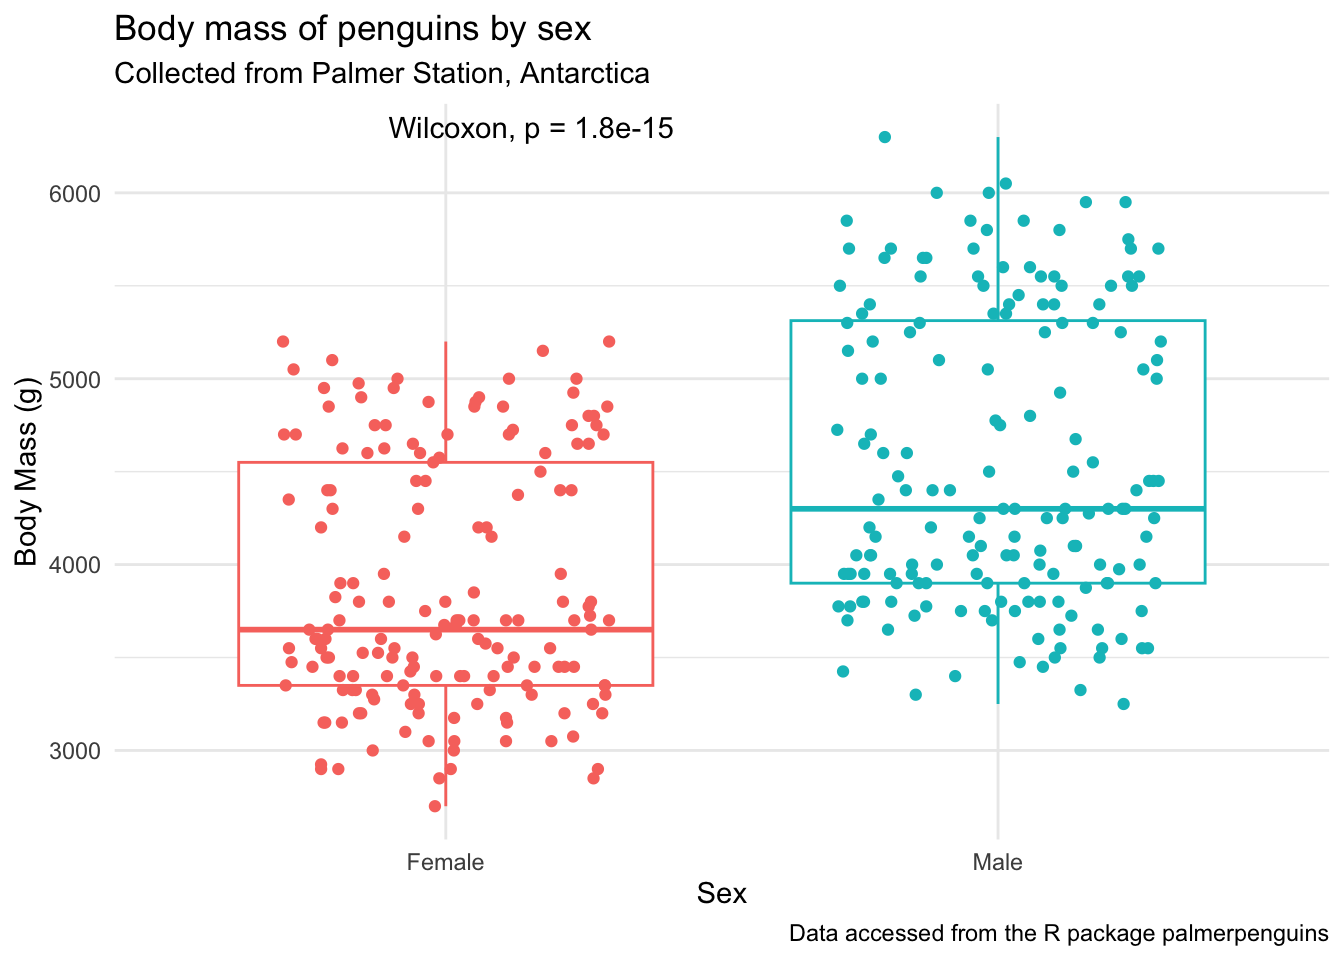 Body mass of penguins by sex
Collected from Palmer Station, Antarctica
Wilcoxon, p = 1.8e-15
6000
5000
4000
3000
Body Mass (g)
Female
Male
Sex
Data accessed from the R package palmerpenguins